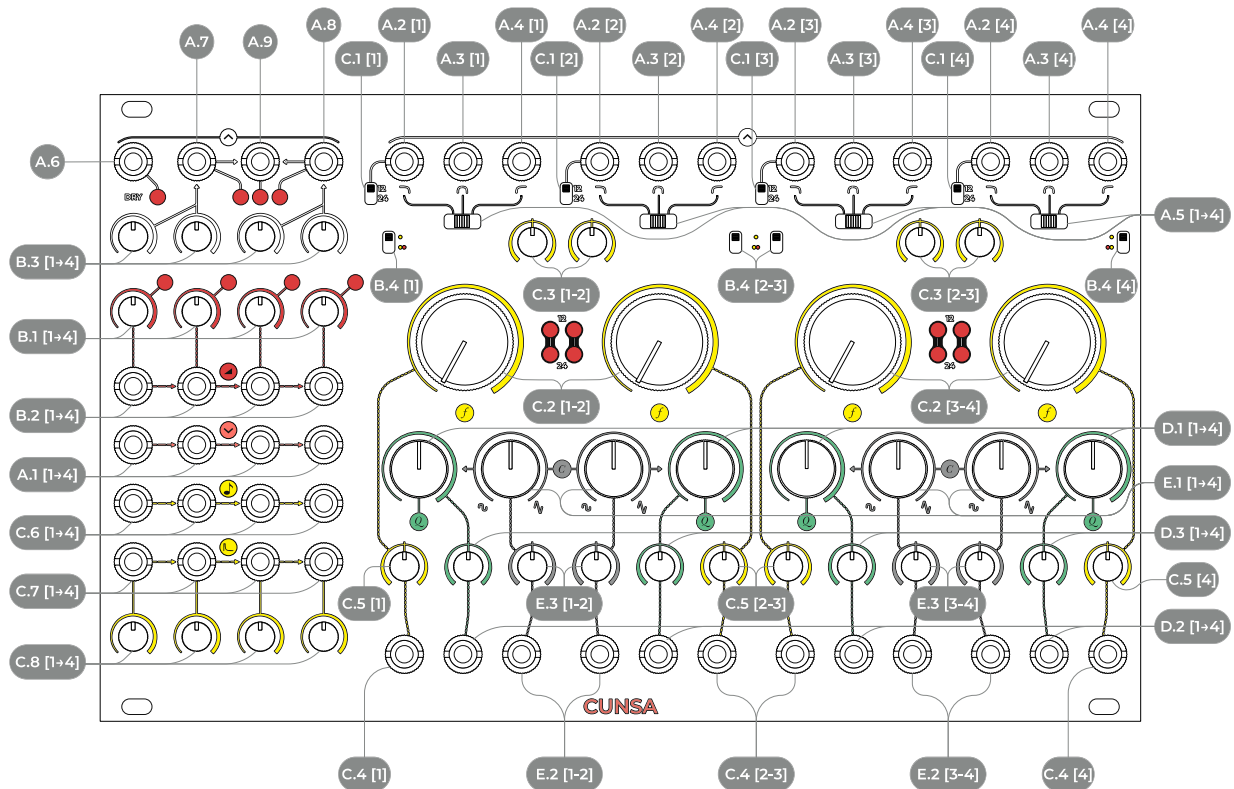 A.2 [1]
A.4 [1]
A.2 [2]
A.4 [2]
A.2 [3]
A.4 [3]
A.2 [4]
A.4 [4]
A.7
A.9
A.8
C.1 [1]
A.3 [1]
C.1 [2]
A.3 [2]
C.1 [3]
A.3 [3]
C.1 [4]
A.3 [4]
A.6
DRY
12
24
12
24
12
24
12
24
A.5 [1→4]
B.3 [1→4]
B.4 [1]
C.3 [1-2]
B.4 [2-3]
C.3 [2-3]
B.4 [4]
B.1 [1→4]
12
24
12
24
B.2 [1→4]
C.2 [1-2]
C.2 [3-4]
f
f
f
f
D.1 [1→4]
A.1 [1→4]
C
C
E.1 [1→4]
Q
Q
Q
Q
C.6 [1→4]
D.3 [1→4]
C.7 [1→4]
C.5 [1]
E.3 [1-2]
C.5 [2-3]
E.3 [3-4]
C.5 [4]
D.2 [1→4]
C.8 [1→4]
CUNSA
C.4 [1]
E.2 [1-2]
C.4 [2-3]
E.2 [3-4]
C.4 [4]